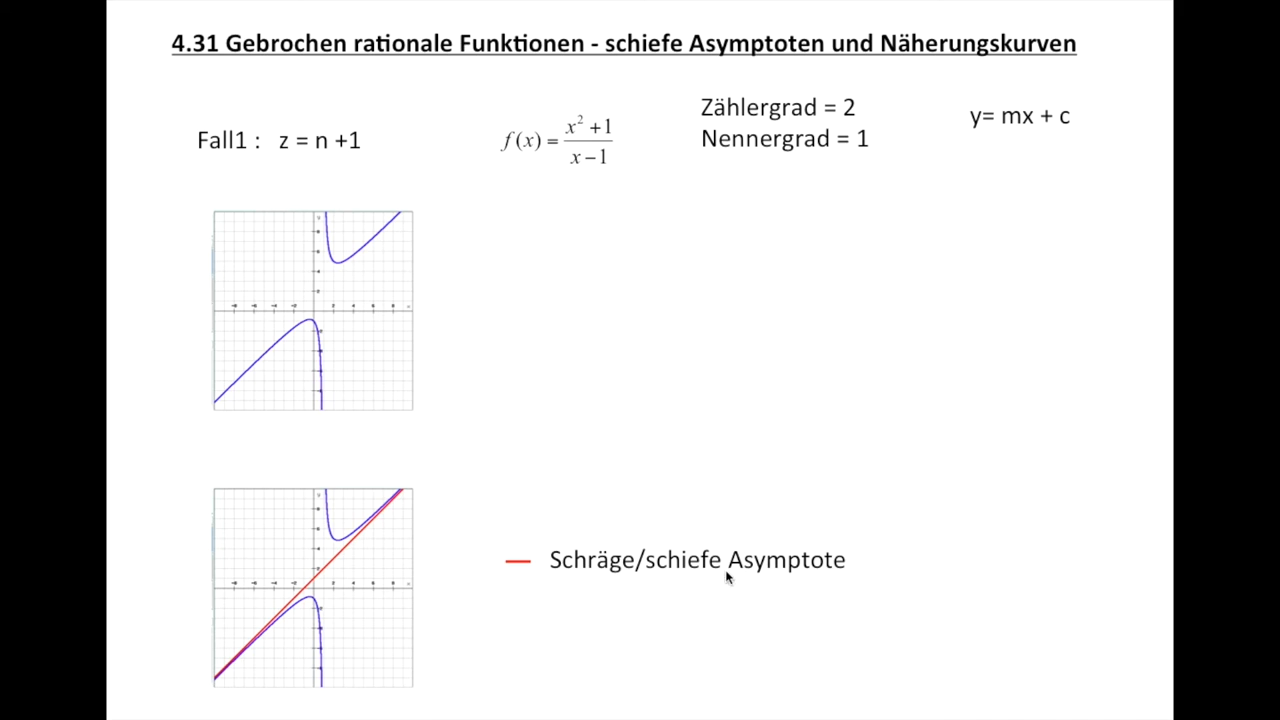 4.31 Gebrochen rationale Funktionen - schiefe Asymptoten und Näherungskurven
Fall1 : z = n +1
f(x) = (x² +1)/(x−1)
Zählergrad = 2
Nennergrad = 1
y= mx + c
Schräge/schiefe Asymptote